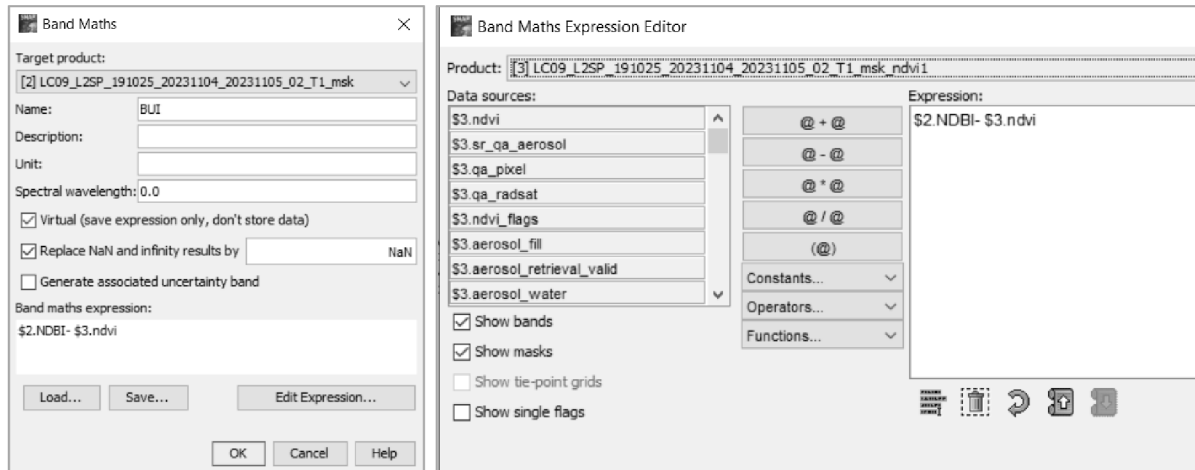 Band Maths
Target product:
[2] LC09_L2SP_191025_20231104_20231105_02_T1_msk
Name: BUI
Description:
Unit:
Spectral wavelength: 0.0
Virtual (save expression only, don't store data)
Replace NaN and infinity results by NaN
Generate associated uncertainty band
Band maths expression:
$2.NDBI- $3.ndvi
Load... Save... Edit Expression...
OK Cancel Help
Band Maths Expression Editor
Product: [3] LC09_L2SP_191025_20231104_20231105_02_T1_msk_ndvi1
Data sources:
$3.ndvi
$3.sr_qa_aerosol
$3.qa_pixel
$3.qa_radsat
$3.ndvi_flags
$3.aerosol_fill
$3.aerosol_retrieval_valid
$3.aerosol_water
Show bands
Show masks
Show tie-point grids
Show single flags
@ + @
@ - @
@ * @
@ / @
(@)
Constants...
Operators...
Functions...
Expression:
$2.NDBI- $3.ndvi